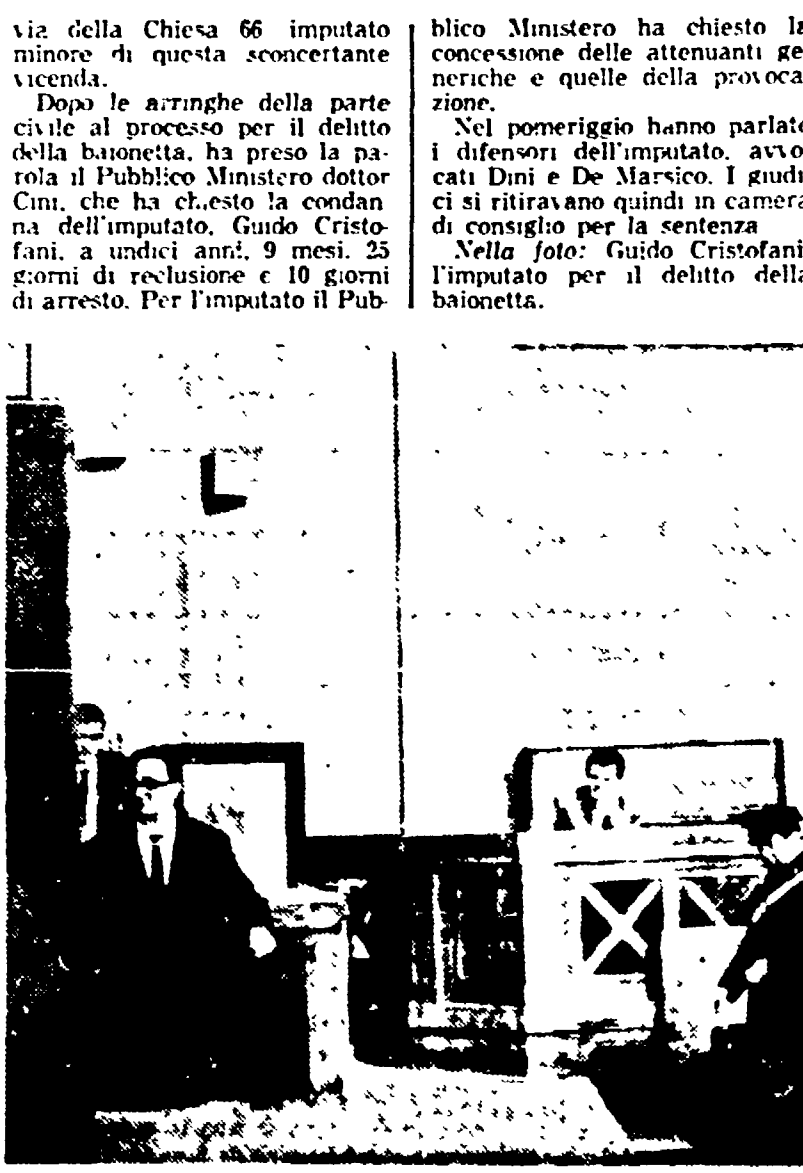 via della Chiesa 66 imputato
minore di questa sconcertante
vicenda.
Dopo le arringhe della parte
civile al processo per il delitto
della baionetta, ha preso la pa-
rola il Pubblico Ministero dottor
Cini, che ha chiesto la condan
na dell'imputato, Guido Cristo-
fani, a undici anni, 9 mesi, 25
giorni di reclusione e 10 giorni
di arresto. Per l'imputato il Pub-
blico Ministero ha chiesto la
concessione delle attenuanti ge
neriche e quelle della provoca
zione.
Nel pomeriggio hanno parlato
i difensori dell'imputato, avvo
cati Dini e De Marsico. I giudi
ci si ritiravano quindi in camera
di consiglio per la sentenza
Nella foto: Guido Cristofani
l'imputato per il delitto della
baionetta.